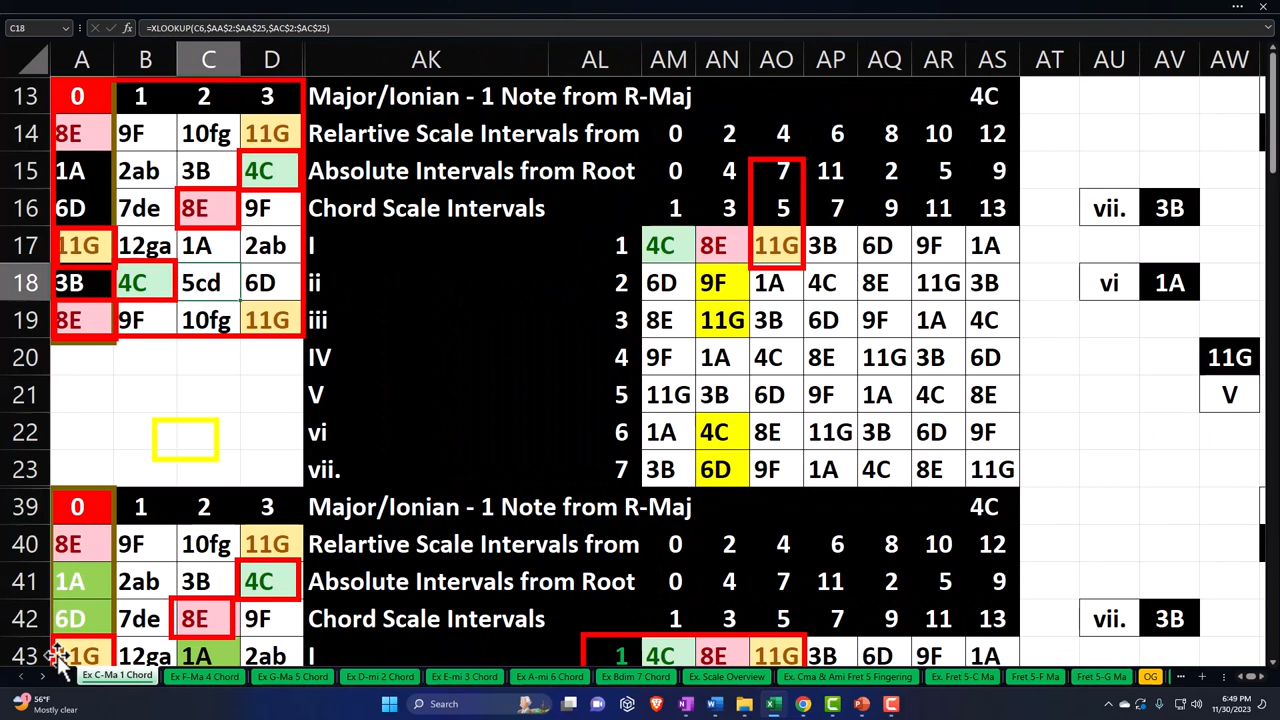 C18 fx =XLOOKUP(C6,$AA$2:$AA$25,$AC$2:$AC$25)
A B C D AK AL AM AN AO AP AQ AR AS AT AU AV AW
13 0 1 2 3 Major/Ionian - 1 Note from R-Maj 4C
14 8E 9F 10fg 11G Relartive Scale Intervals from 0 2 4 6 8 10 12
15 1A 2ab 3B 4C Absolute Intervals from Root 0 4 7 11 2 5 9
16 6D 7de 8E 9F Chord Scale Intervals 1 3 5 7 9 11 13 vii. 3B
17 11G 12ga 1A 2ab I 1 4C 8E 11G 3B 6D 9F 1A
18 3B 4C 5cd 6D ii 2 6D 9F 1A 4C 8E 11G 3B vi 1A
19 8E 9F 10fg 11G iii 3 8E 11G 3B 6D 9F 1A 4C
20 IV 4 9F 1A 4C 8E 11G 3B 6D 11G
21 V 5 11G 3B 6D 9F 1A 4C 8E V
22 vi 6 1A 4C 8E 11G 3B 6D 9F
23 vii. 7 3B 6D 9F 1A 4C 8E 11G
39 0 1 2 3 Major/Ionian - 1 Note from R-Maj 4C
40 8E 9F 10fg 11G Relartive Scale Intervals from 0 2 4 6 8 10 12
41 1A 2ab 3B 4C Absolute Intervals from Root 0 4 7 11 2 5 9
42 6D 7de 8E 9F Chord Scale Intervals 1 3 5 7 9 11 13 vii. 3B
43 11G 12ga 1A 2ab I 1 4C 8E 11G 3B 6D 9F 1A
Ex C-Ma 1 Chord Ex F-Ma 4 Chord Ex G-Ma 5 Chord Ex D-mi 2 Chord Ex E-mi 3 Chord Ex A-mi 6 Chord Ex Bdim 7 Chord Ex. Scale Overview Ex. Cma & Ami Fret 5 Fingering Ex. Fret 5-C Ma Fret 5-F Ma Fret 5-G Ma OG
56°F
Mostly clear
Search
6:49 PM
11/30/2023